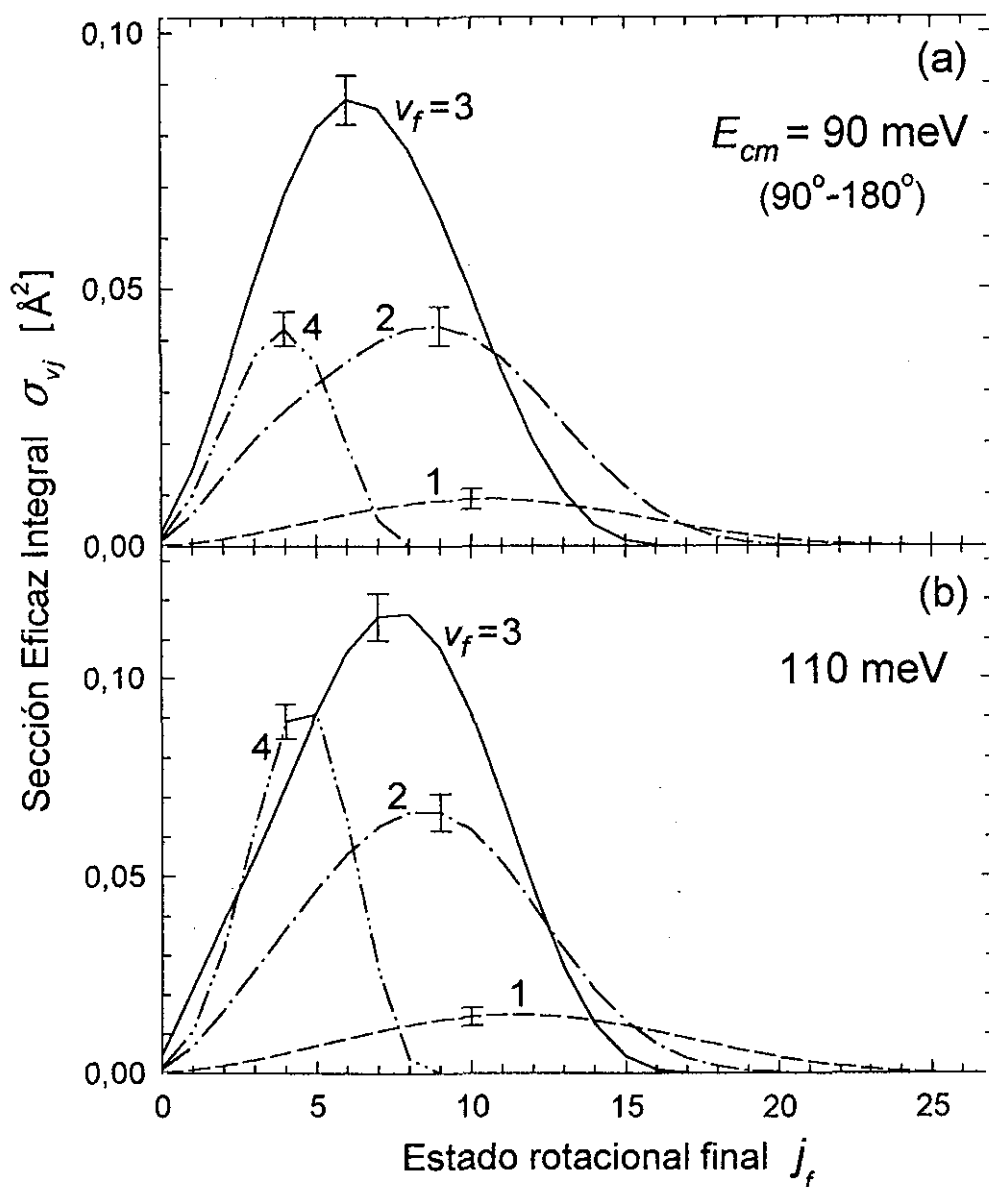 0,10
(a)
v_f = 3
E_cm = 90 meV
(90°-180°)
0,05
4
2
1
0,00
(b)
v_f = 3
110 meV
0,10
4
2
0,05
1
0,00
0 5 10 15 20 25
Sección Eficaz Integral σ_vj [Å²]
Estado rotacional final j_f